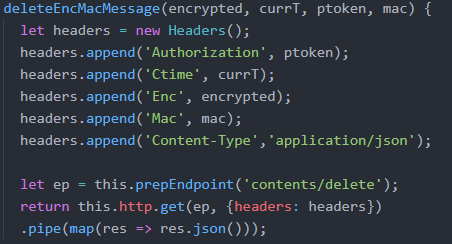 deleteEncMacMessage(encrypted, currT, ptoken, mac) {
let headers = new Headers();
headers.append('Authorization', ptoken);
headers.append('Ctime', currT);
headers.append('Enc', encrypted);
headers.append('Mac', mac);
headers.append('Content-Type','application/json');
let ep = this.prepEndpoint('contents/delete');
return this.http.get(ep, {headers: headers})
.pipe(map(res => res.json()));